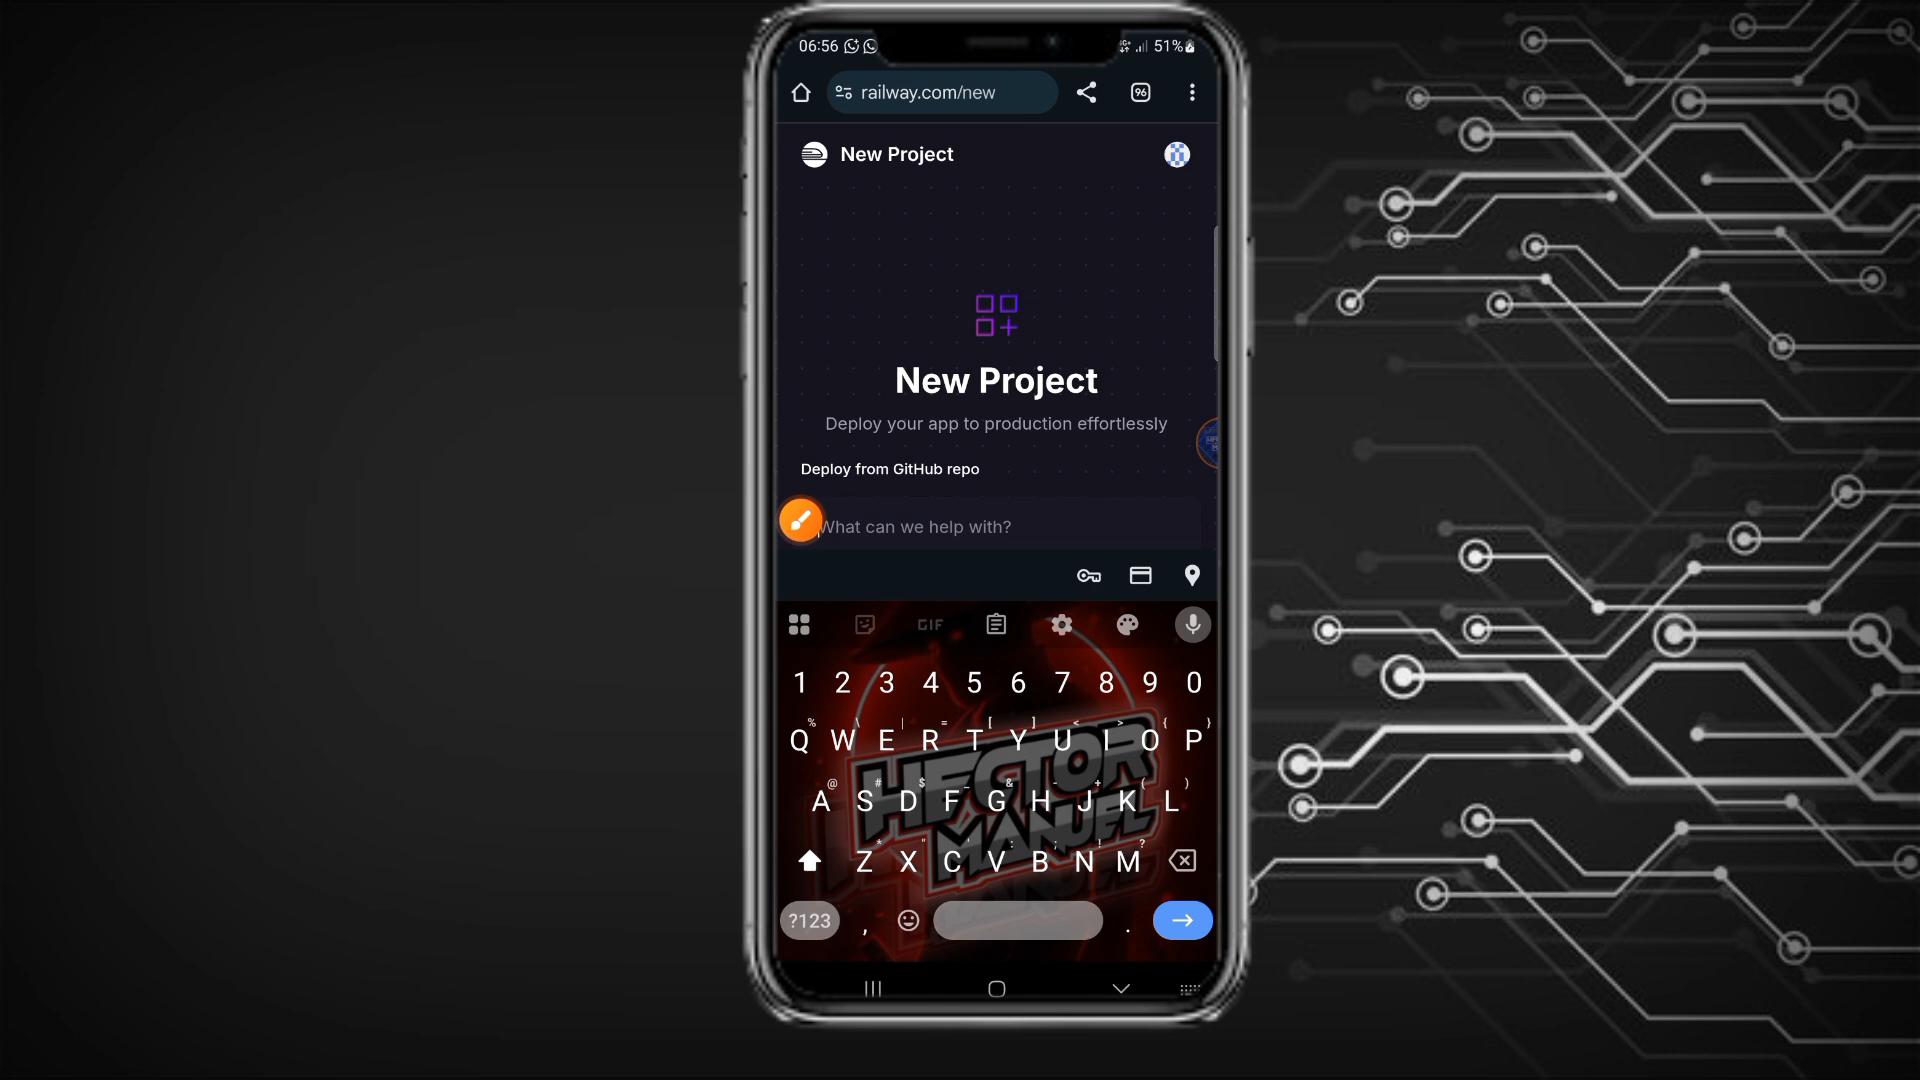 06:56 51%
railway.com/new 96
New Project
New Project
Deploy your app to production effortlessly
Deploy from GitHub repo
What can we help with?
GIF
1 2 3 4 5 6 7 8 9 0
% \ | = [ ] < > { }
Q W E R T Y U I O P
@ # $ _ & - + ( )
A S D F G H J K L
* " ' : ; ! ?
Z X C V B N M
HECTOR
MANUEL
?123 , .